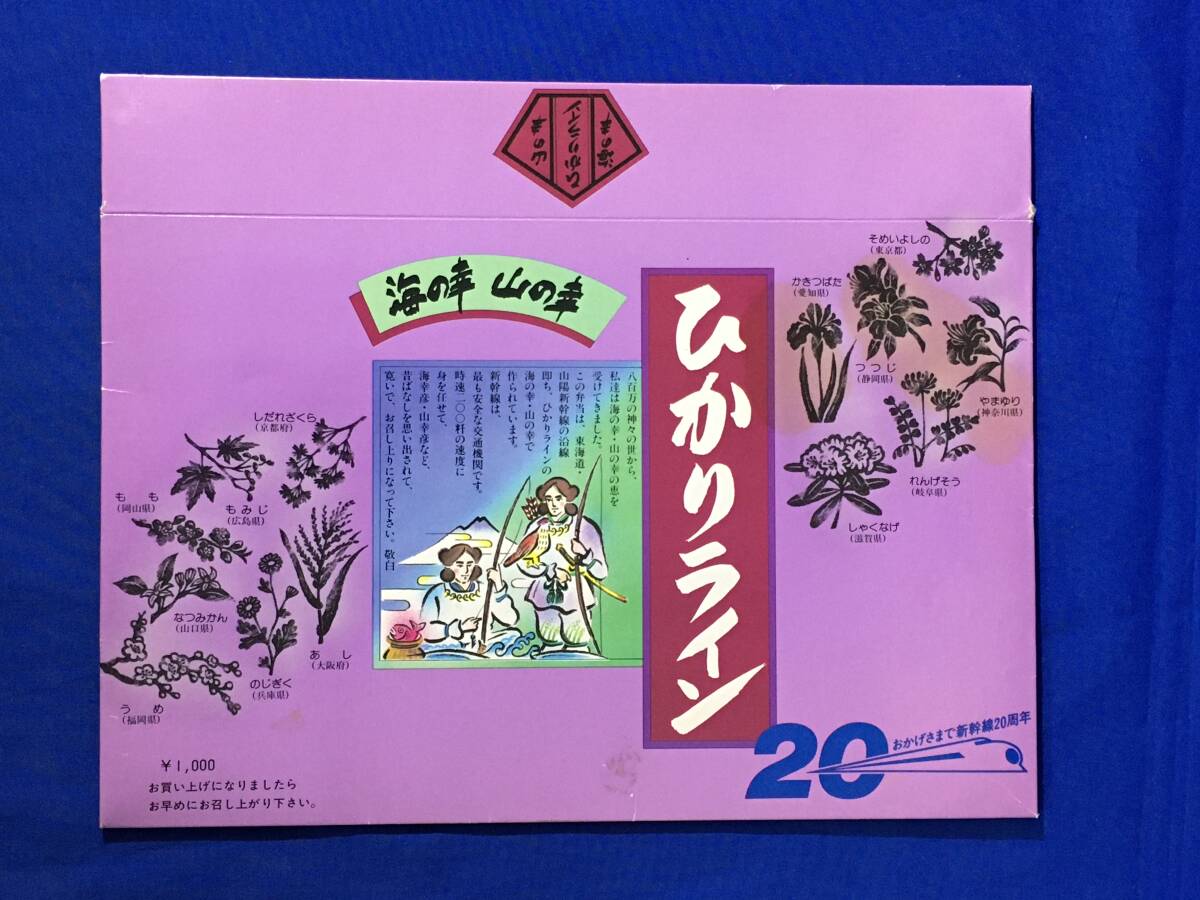 山の幸
ひかりライン
海の幸
海の幸 山の幸
ひかりライン
八百万の神々の世から、
私達は海の幸・山の幸の恵を
受けてきました。
この弁当は、東海道・
山陽新幹線の沿線
即ち、ひかりラインの
海の幸・山の幸で
作られています。
新幹線は、
最も安全な交通機関です。
時速二〇〇粁の速度に
身を任せて、
海幸彦・山幸彦など、
昔ばなしを思い出されて、
寛いで、お召し上りになって下さい。敬白
そめいよしの
(東京都)
かきつばた
(愛知県)
つつじ
(静岡県)
やまゆり
(神奈川県)
れんげそう
(岐阜県)
しゃくなげ
(滋賀県)
しだれざくら
(京都府)
もも
(岡山県)
もみじ
(広島県)
なつみかん
(山口県)
あし
(大阪府)
のじぎく
(兵庫県)
うめ
(福岡県)
20
おかげさまで新幹線20周年
¥1,000
お買い上げになりましたら
お早めにお召し上がり下さい。